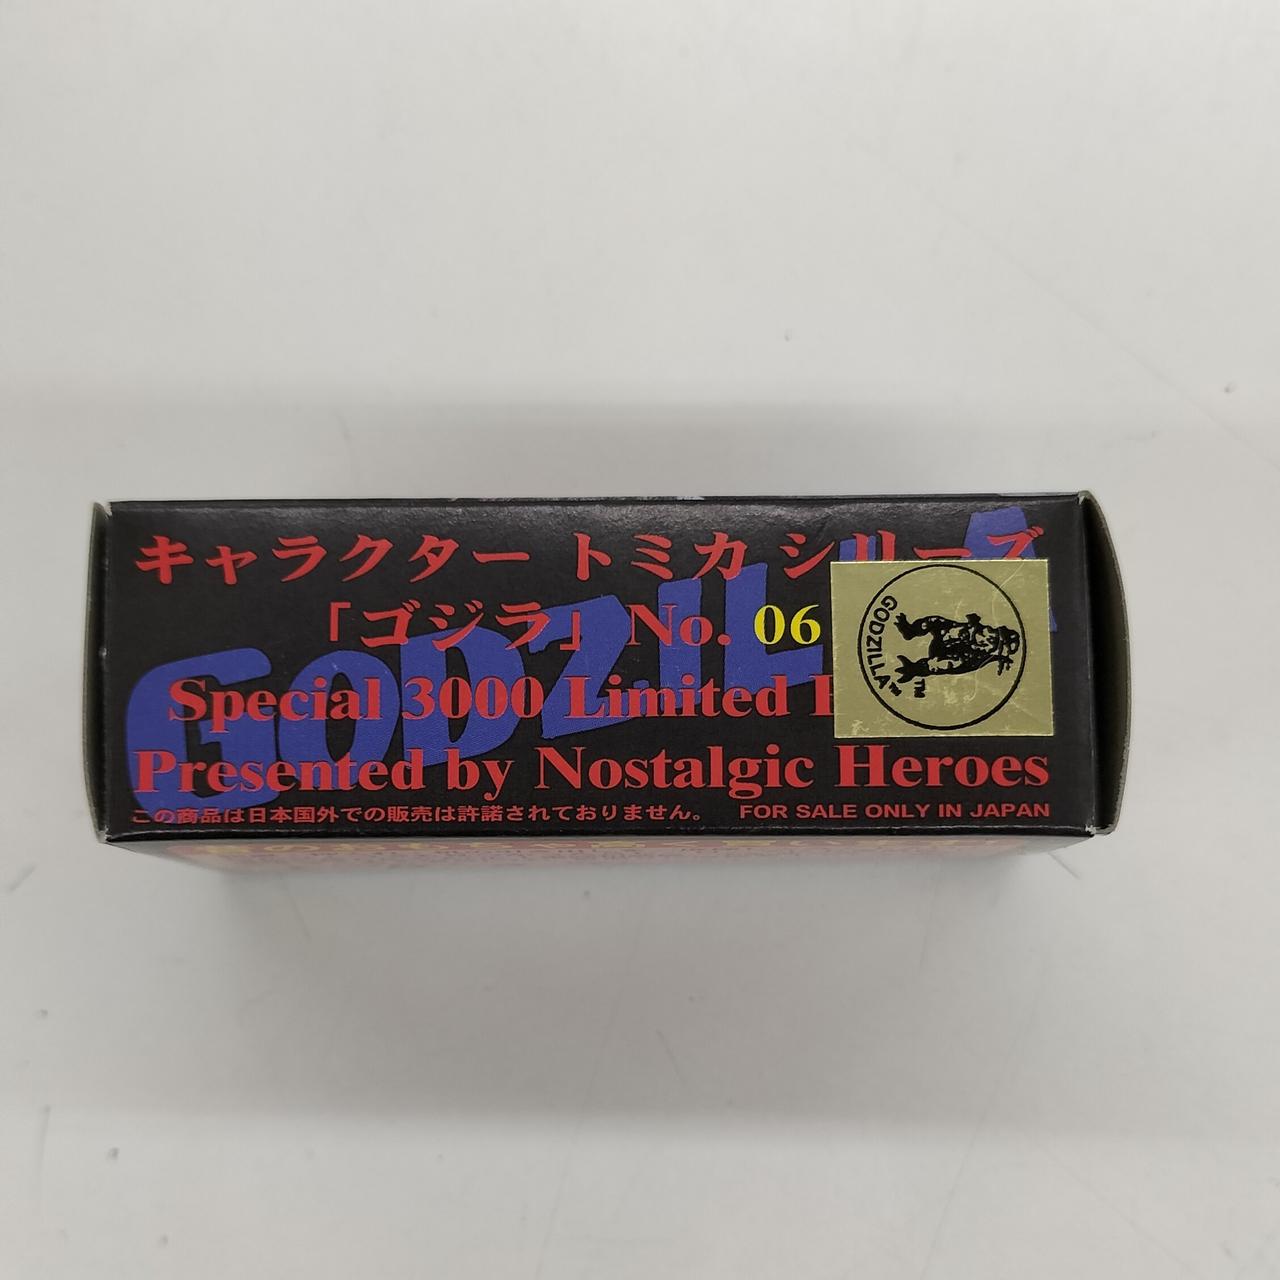 キャラクター トミカ シリーズ
「ゴジラ」 No. 06
Special 3000 Limited
Presented by Nostalgic Heroes
この商品は日本国外での販売は許諾されておりません。 FOR SALE ONLY IN JAPAN
GODZILLA
GODZILLA TM